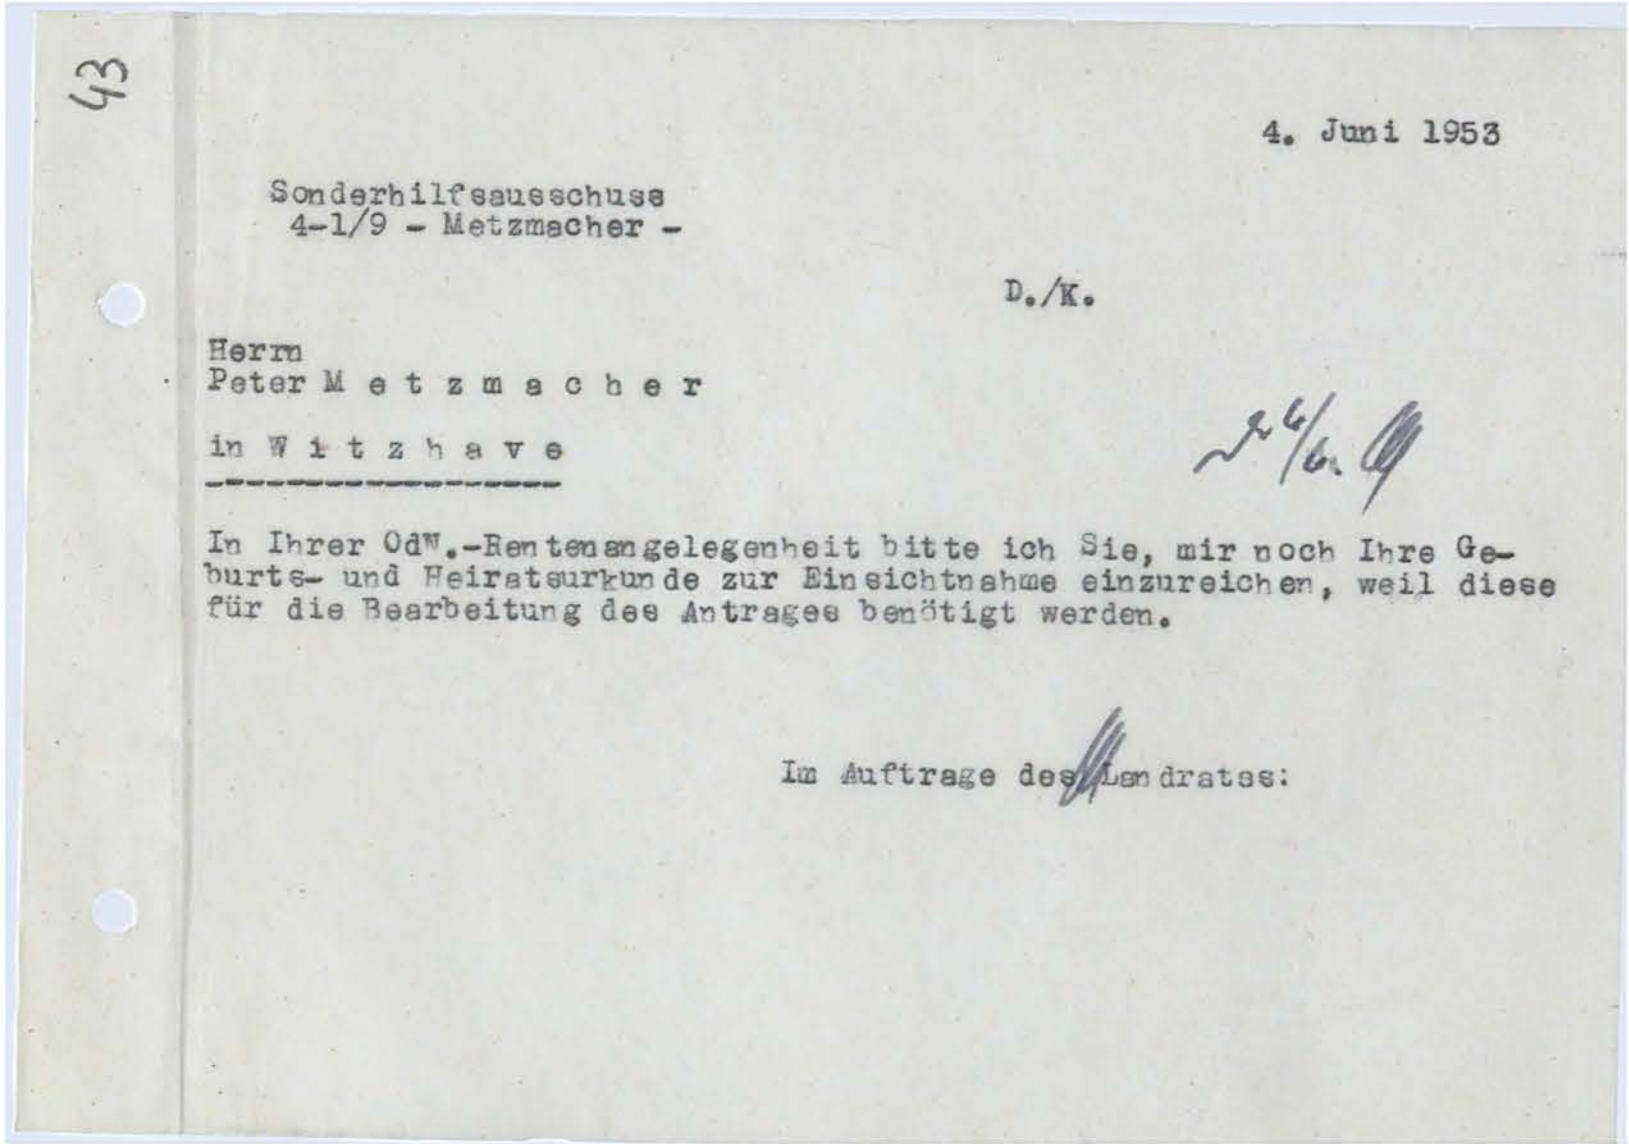 43
4. Juni 1953
Sonderhilfsausschuss
4-1/9 - Metzmacher -
D./K.
Herrn
Peter M e t z m a c h e r
in W i t z h a v e
In Ihrer OdW.-Rentenangelegenheit bitte ich Sie, mir noch Ihre Ge-
burts- und Heiratsurkunde zur Einsichtnahme einzureichen, weil diese
für die Bearbeitung des Antrages benötigt werden.
Im Auftrage des Landrates: